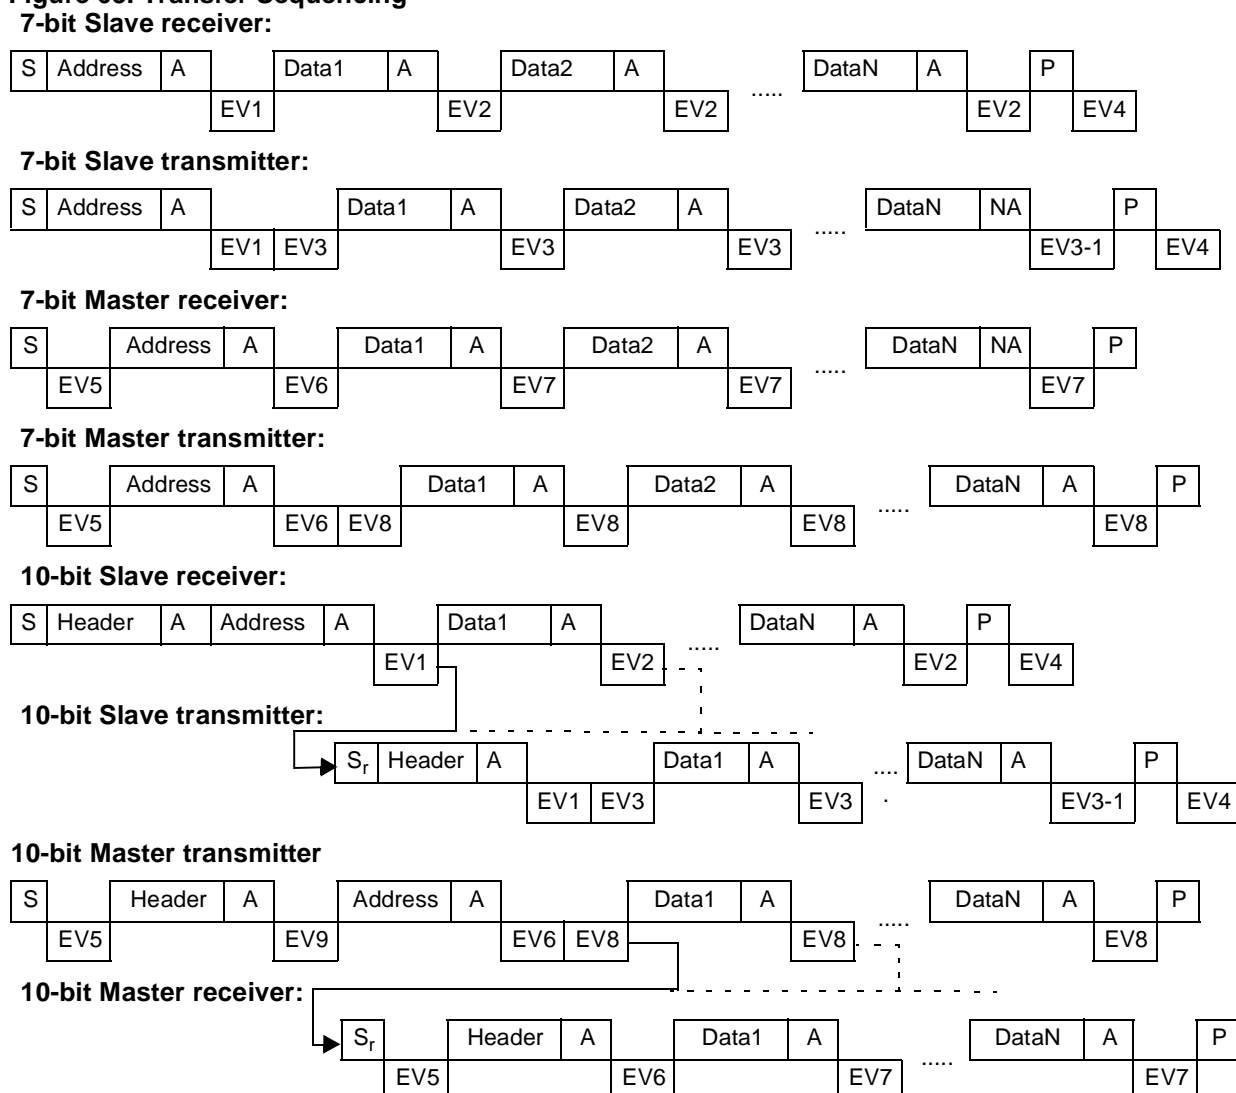 7-bit Slave receiver:
S Address A Data1 A Data2 A ..... DataN A P
EV1 EV2 EV2 EV2 EV4
7-bit Slave transmitter:
S Address A Data1 A Data2 A ..... DataN NA P
EV1 EV3 EV3 EV3 EV3-1 EV4
7-bit Master receiver:
S Address A Data1 A Data2 A ..... DataN NA P
EV5 EV6 EV7 EV7 EV7
7-bit Master transmitter:
S Address A Data1 A Data2 A ..... DataN A P
EV5 EV6 EV8 EV8 EV8 EV8
10-bit Slave receiver:
S Header A Address A Data1 A ..... DataN A P
EV1 EV2 EV2 EV4
10-bit Slave transmitter:
Sr Header A Data1 A .... DataN A P
EV1 EV3 EV3 . EV3-1 EV4
10-bit Master transmitter
S Header A Address A Data1 A ..... DataN A P
EV5 EV9 EV6 EV8 EV8 EV8
10-bit Master receiver:
Sr Header A Data1 A ..... DataN A P
EV5 EV6 EV7 EV7